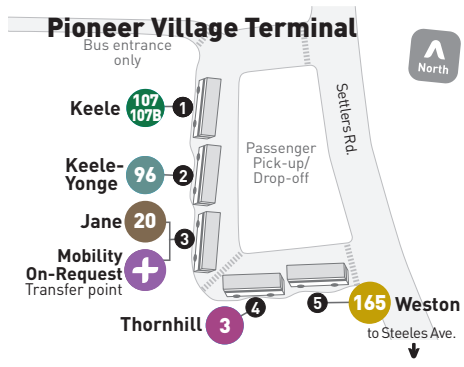 Pioneer Village Terminal
Bus entrance
only
North
Keele
107
107B
1
Settlers Rd.
Passenger
Pick-up/
Drop-off
Keele-
Yonge
96
2
Jane
20
3
Mobility
On-Request
Transfer point
4
5
165
Weston
Thornhill
3
to Steeles Ave.